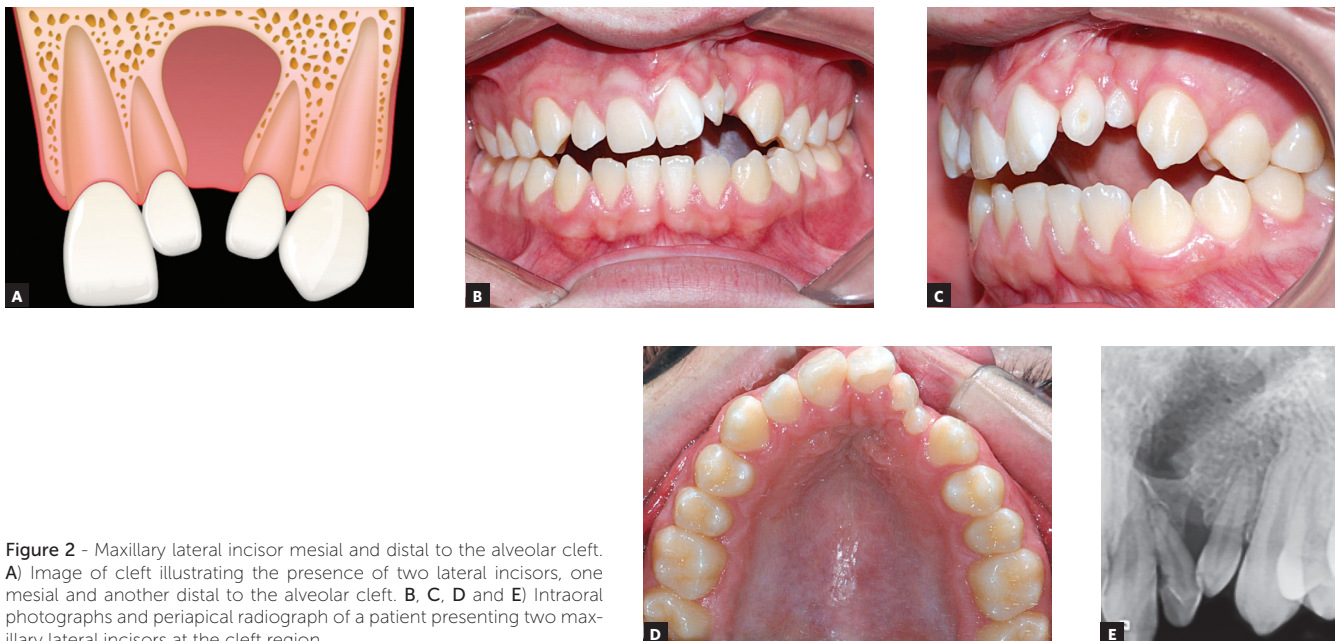 A
B
C
Figure 2 - Maxillary lateral incisor mesial and distal to the alveolar cleft.
A) Image of cleft illustrating the presence of two lateral incisors, one
mesial and another distal to the alveolar cleft. B, C, D and E) Intraoral
photographs and periapical radiograph of a patient presenting two max-
illary lateral incisors at the cleft region.
D
E